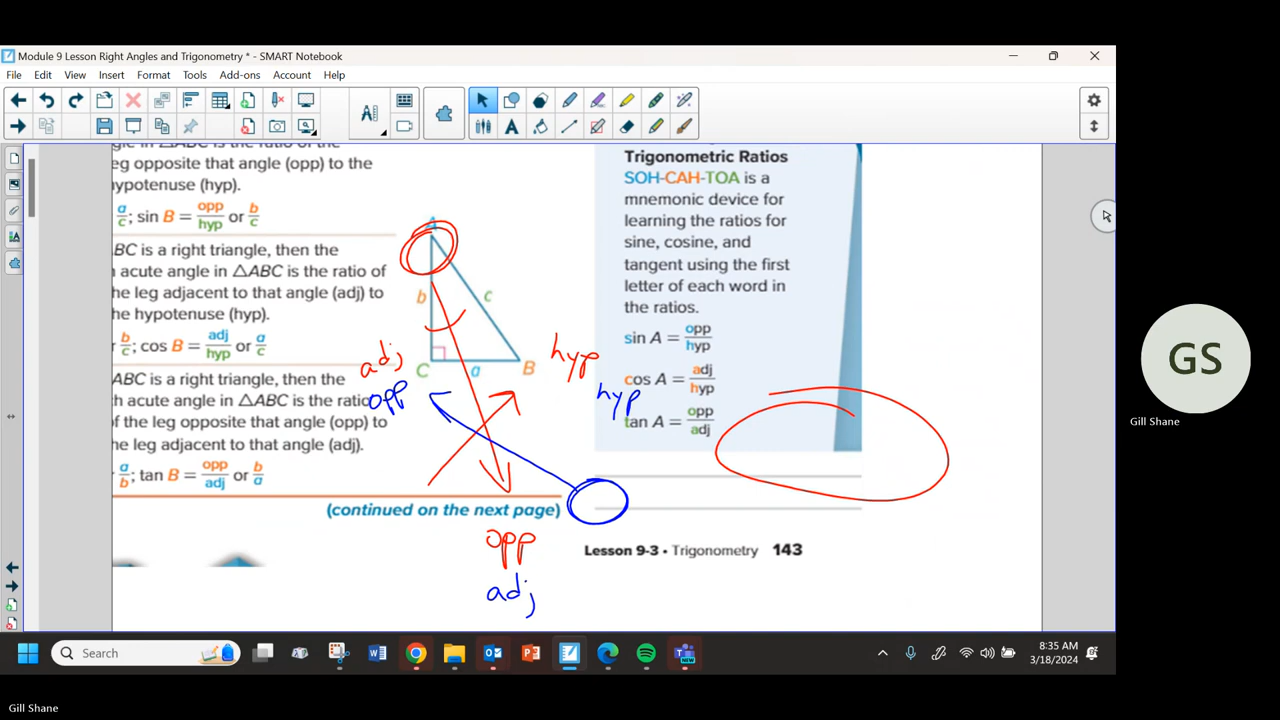 Module 9 Lesson Right Angles and Trigonometry * - SMART Notebook
File Edit View Insert Format Tools Add-ons Account Help
leg opposite that angle (opp) to the
hypotenuse (hyp).
a/c; sin B = opp/hyp or b/c
BC is a right triangle, then the
acute angle in △ABC is the ratio of
he leg adjacent to that angle (adj) to
he hypotenuse (hyp).
b/c; cos B = adj/hyp or a/c
ABC is a right triangle, then the
h acute angle in △ABC is the ratio
of the leg opposite that angle (opp) to
he leg adjacent to that angle (adj).
a/b; tan B = opp/adj or b/a
(continued on the next page)
A
b
c
C
a
B
adj
opp
hyp
hyp
opp
adj
Trigonometric Ratios
SOH-CAH-TOA is a
mnemonic device for
learning the ratios for
sine, cosine, and
tangent using the first
letter of each word in
the ratios.
sin A = opp/hyp
cos A = adj/hyp
tan A = opp/adj
Lesson 9-3 • Trigonometry 143
GS
Gill Shane
Search
8:35 AM
3/18/2024
Gill Shane